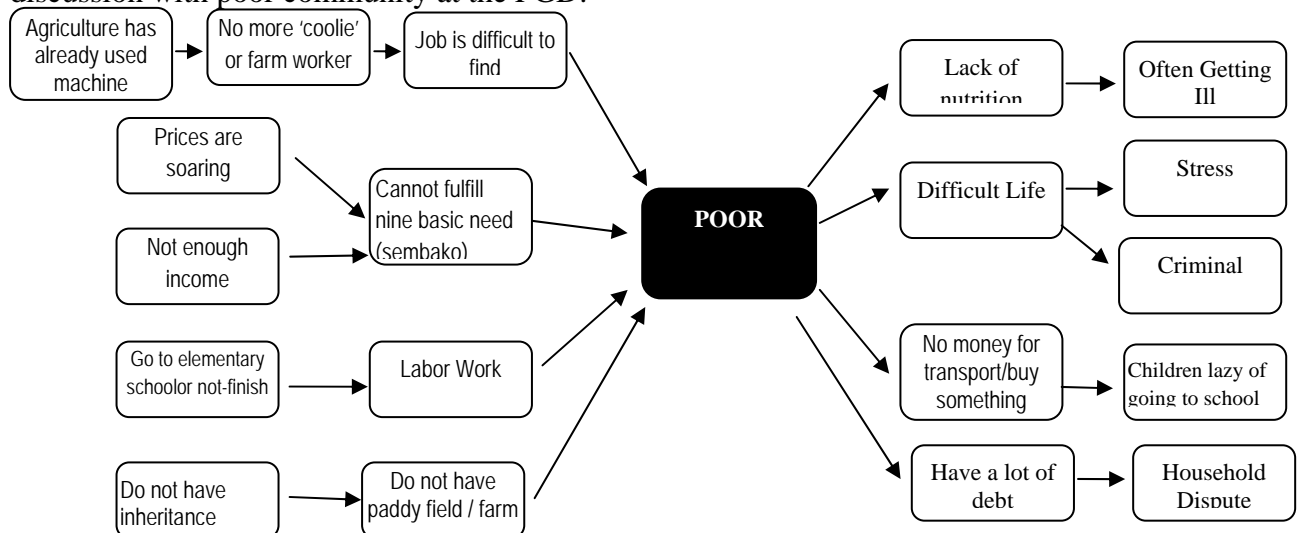 discussion with poor community at the FGD:
Agriculture has
already used
machine
No more 'coolie'
or farm worker
Job is difficult to
find
Prices are
soaring
Not enough
income
Cannot fulfill
nine basic need
(sembako)
Go to elementary
schoolor not-finish
Labor Work
Do not have
inheritance
Do not have
paddy field / farm
POOR
Lack of
nutrition
Often Getting
Ill
Difficult Life
Stress
Criminal
No money for
transport/buy
something
Children lazy of
going to school
Have a lot of
debt
Household
Dispute